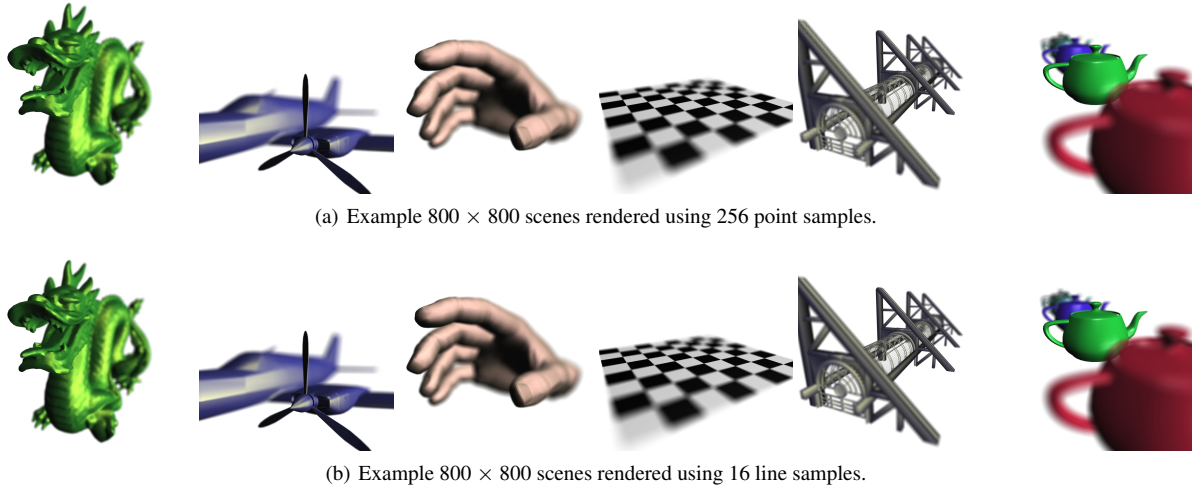 (a) Example 800 × 800 scenes rendered using 256 point samples.
(b) Example 800 × 800 scenes rendered using 16 line samples.